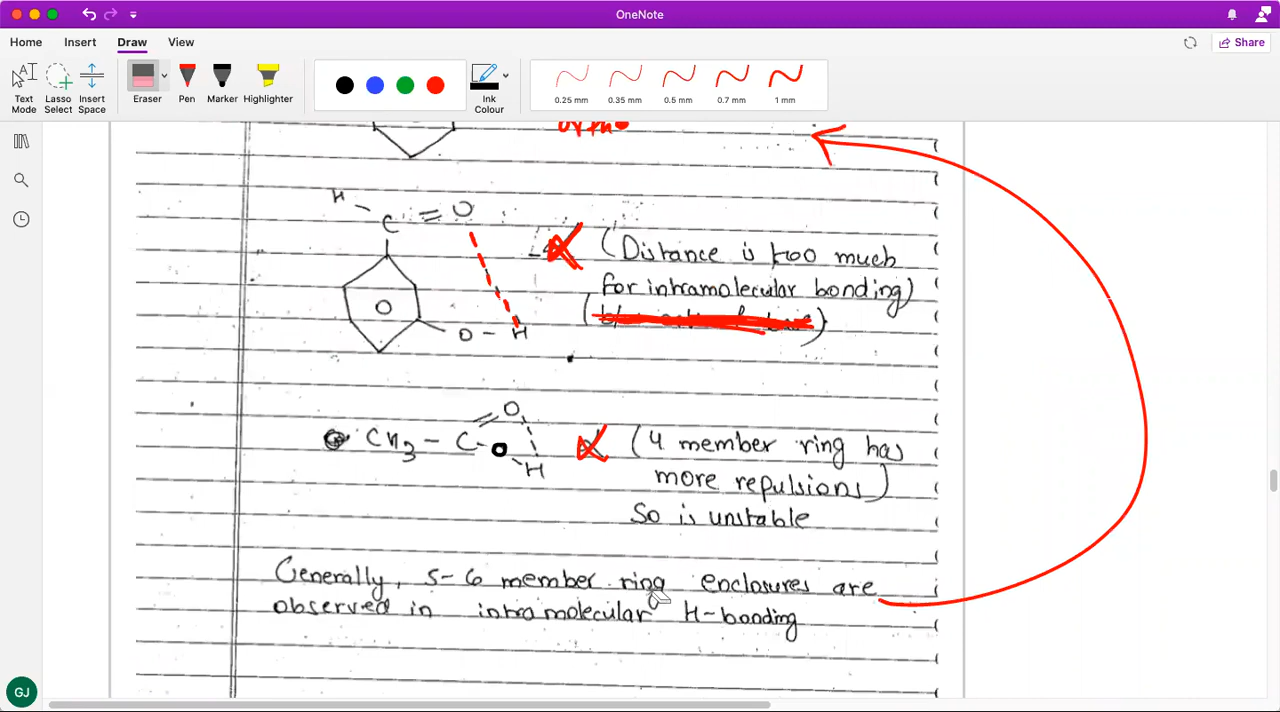 OneNote
Home Insert Draw View
Share
Text Mode
Lasso Select
Insert Space
Eraser
Pen
Marker
Highlighter
Ink Colour
0.25 mm
0.35 mm
0.5 mm
0.7 mm
1 mm
ortho
H
C = O
(Distance is too much
for intramolecular bonding)
O
O - H
CH3 - C
O
O
H
(4 member ring has
more repulsions)
So is unstable
Generally, 5-6 member ring enclosures are
observed in intramolecular H-bonding
GJ